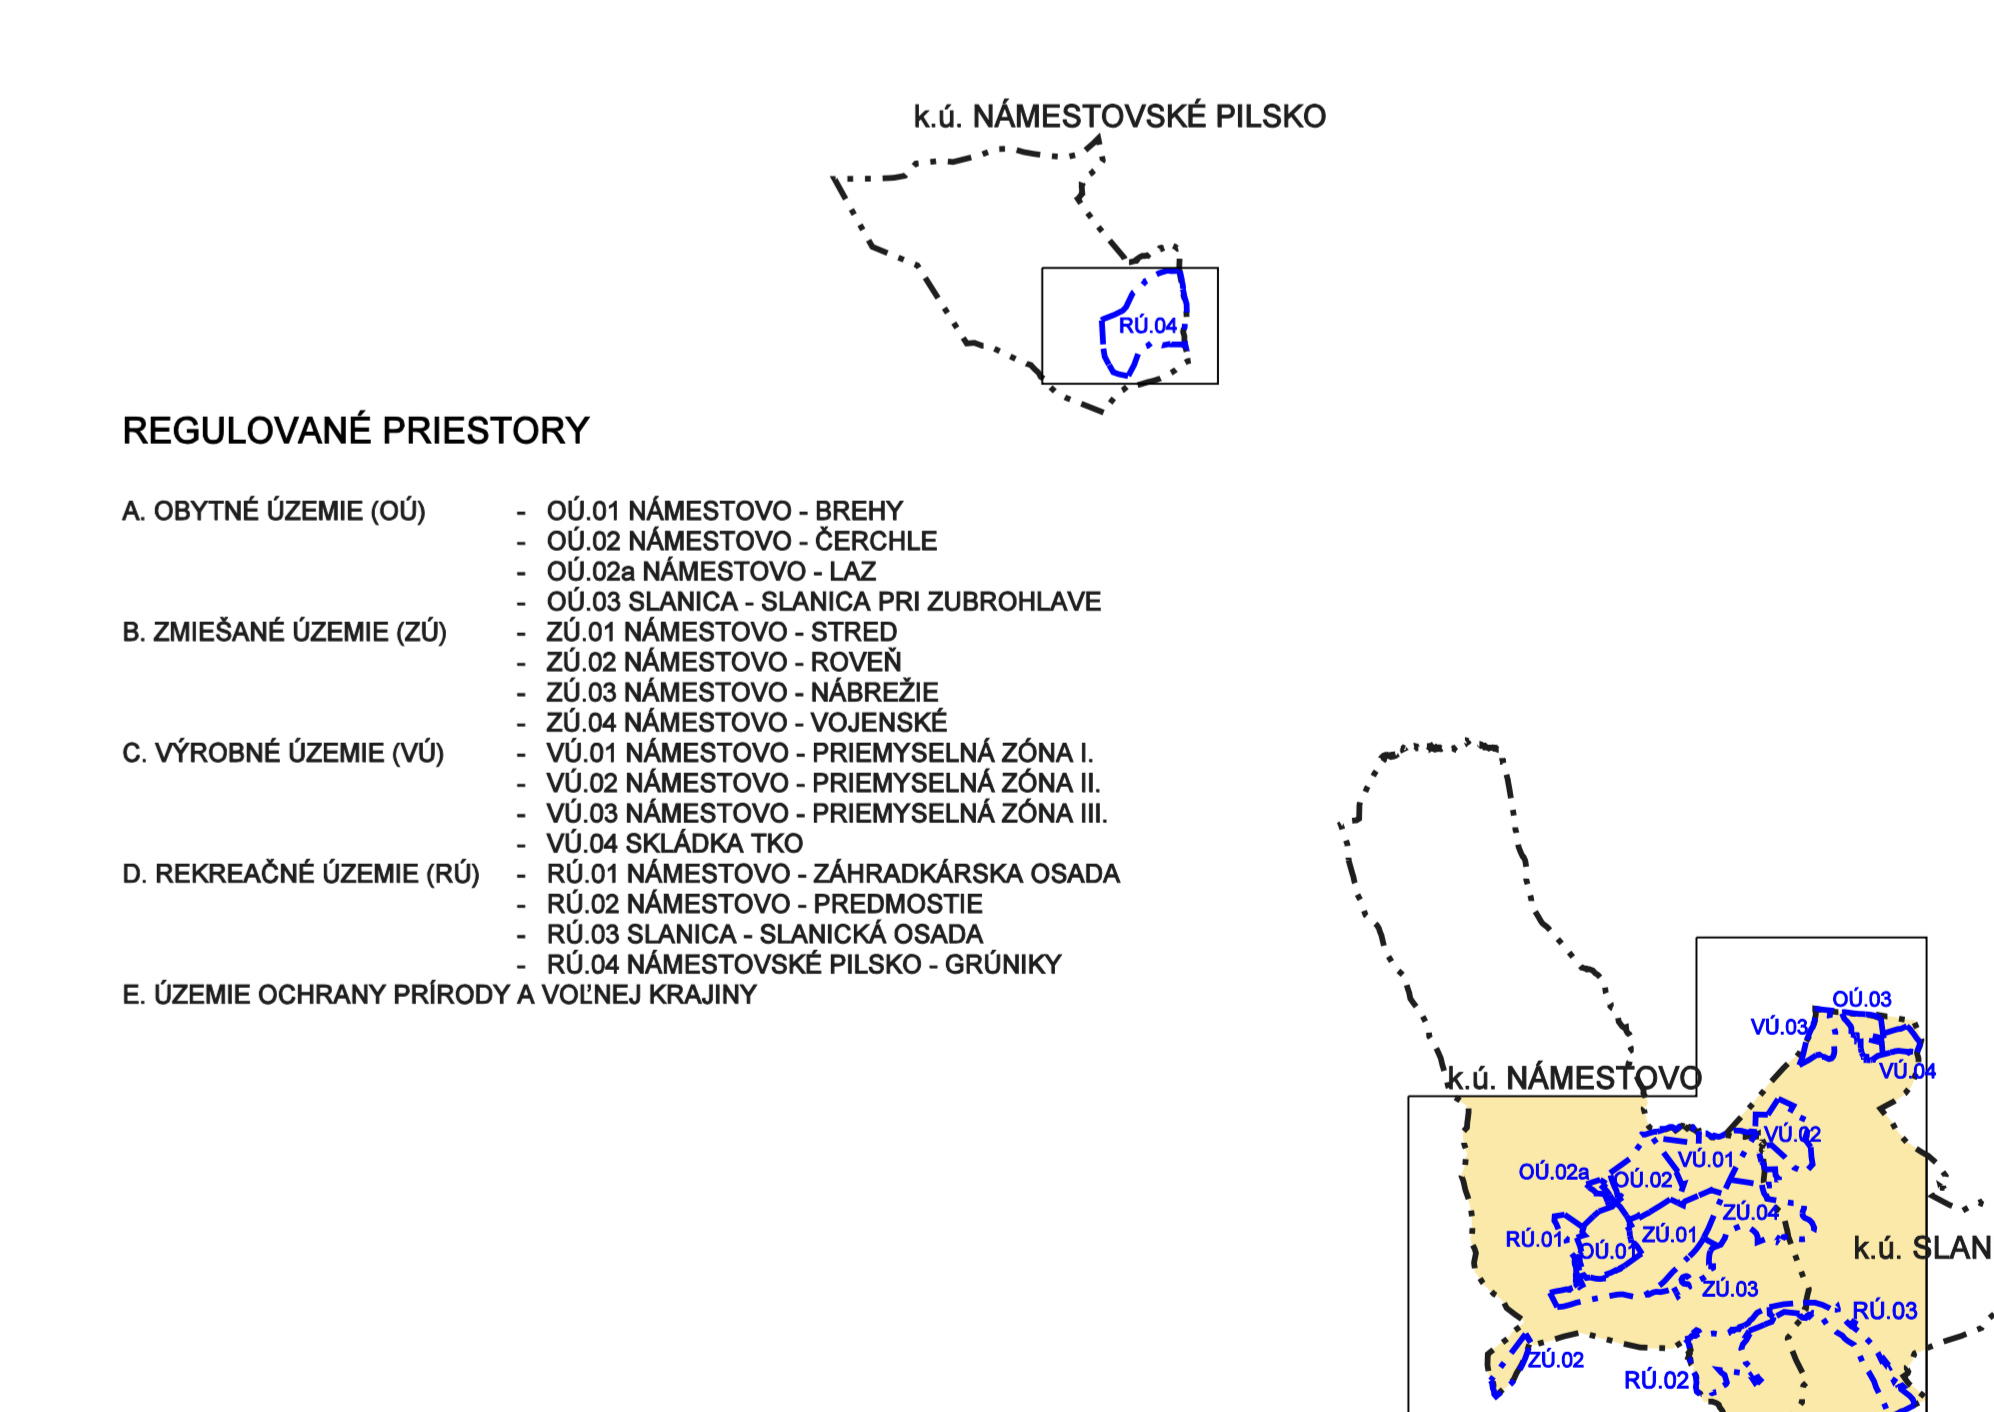 k.ú. NÁMESTOVSKÉ PILSKO
RÚ.04
REGULOVANÉ PRIESTORY
A. OBYTNÉ ÚZEMIE (OÚ) - OÚ.01 NÁMESTOVO - BREHY
- OÚ.02 NÁMESTOVO - ČERCHLE
- OÚ.02a NÁMESTOVO - LAZ
- OÚ.03 SLANICA - SLANICA PRI ZUBROHLAVE
B. ZMIEŠANÉ ÚZEMIE (ZÚ) - ZÚ.01 NÁMESTOVO - STRED
- ZÚ.02 NÁMESTOVO - ROVEŇ
- ZÚ.03 NÁMESTOVO - NÁBREŽIE
- ZÚ.04 NÁMESTOVO - VOJENSKÉ
C. VÝROBNÉ ÚZEMIE (VÚ) - VÚ.01 NÁMESTOVO - PRIEMYSELNÁ ZÓNA I.
- VÚ.02 NÁMESTOVO - PRIEMYSELNÁ ZÓNA II.
- VÚ.03 NÁMESTOVO - PRIEMYSELNÁ ZÓNA III.
- VÚ.04 SKLÁDKA TKO
D. REKREAČNÉ ÚZEMIE (RÚ) - RÚ.01 NÁMESTOVO - ZÁHRADKÁRSKA OSADA
- RÚ.02 NÁMESTOVO - PREDMOSTIE
- RÚ.03 SLANICA - SLANICKÁ OSADA
- RÚ.04 NÁMESTOVSKÉ PILSKO - GRÚNIKY
E. ÚZEMIE OCHRANY PRÍRODY A VOĽNEJ KRAJINY
OÚ.03
VÚ.03
VÚ.04
k.ú. NÁMESTOVO
VÚ.02
VÚ.01
OÚ.02a
OÚ.02
ZÚ.04
ZÚ.01
RÚ.01
OÚ.01
k.ú. SLAN
ZÚ.03
RÚ.03
ZÚ.02
RÚ.02